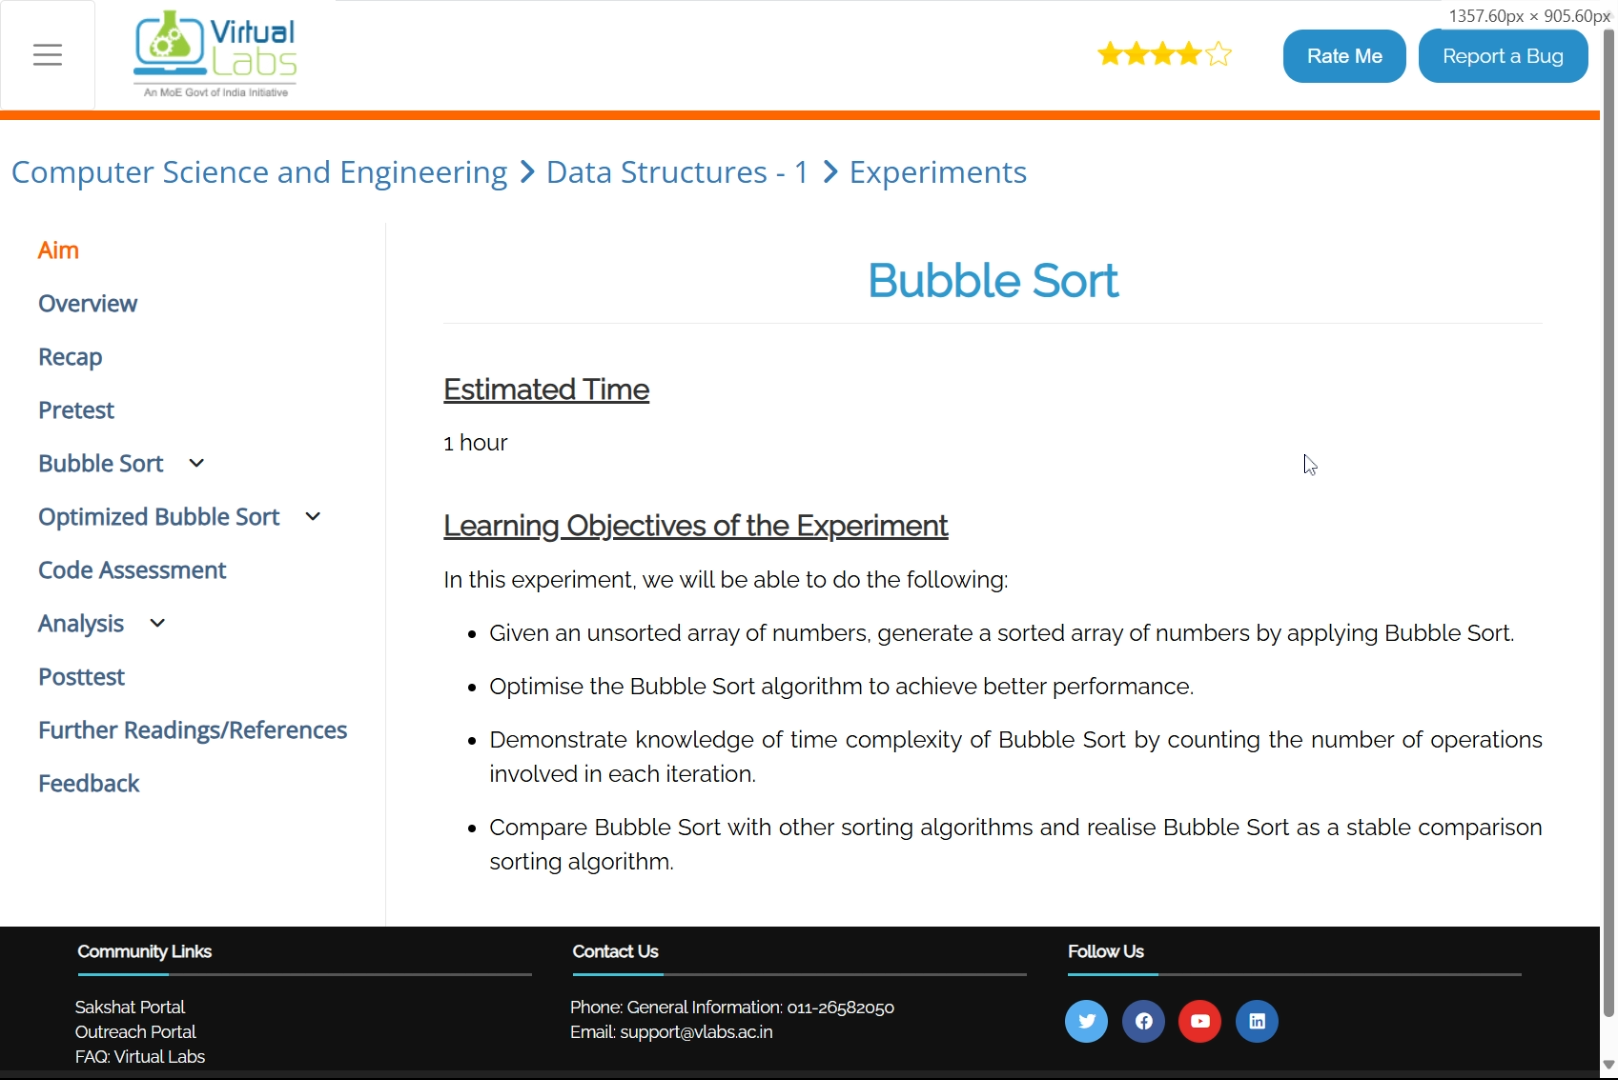 1357.60px × 905.60px
Virtual
Labs
An MoE Govt of India Initiative
Rate Me
Report a Bug
Computer Science and Engineering > Data Structures - 1 > Experiments
Aim
Overview
Recap
Pretest
Bubble Sort
Optimized Bubble Sort
Code Assessment
Analysis
Posttest
Further Readings/References
Feedback
Bubble Sort
Estimated Time
1 hour
Learning Objectives of the Experiment
In this experiment, we will be able to do the following:
• Given an unsorted array of numbers, generate a sorted array of numbers by applying Bubble Sort.
• Optimise the Bubble Sort algorithm to achieve better performance.
• Demonstrate knowledge of time complexity of Bubble Sort by counting the number of operations
involved in each iteration.
• Compare Bubble Sort with other sorting algorithms and realise Bubble Sort as a stable comparison
sorting algorithm.
Community Links
Sakshat Portal
Outreach Portal
FAQ: Virtual Labs
Contact Us
Phone: General Information: 011-26582050
Email: support@vlabs.ac.in
Follow Us